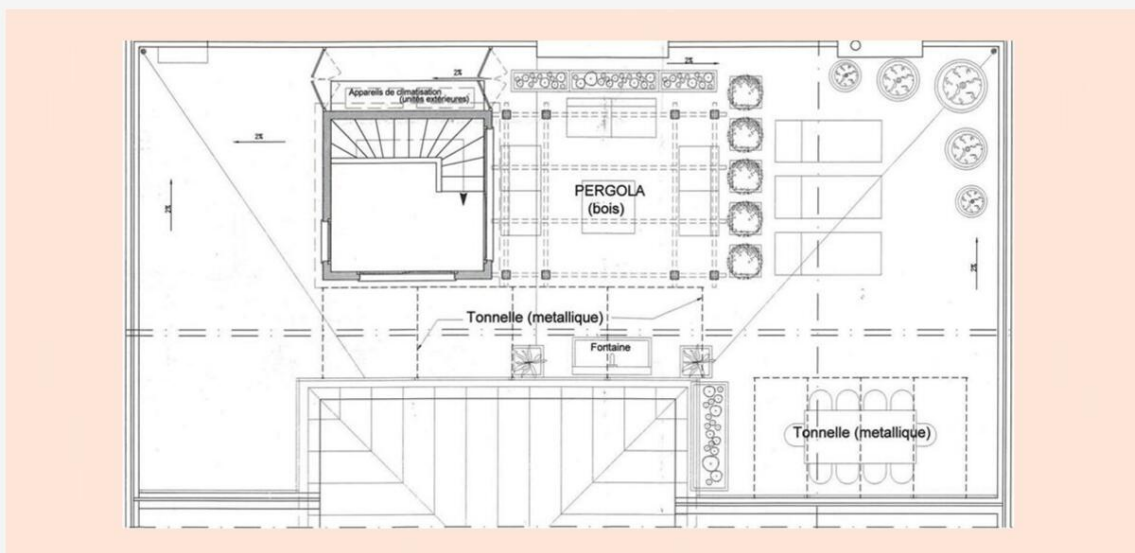 2%
2%
Appareils de climatisation
(unités extérieures)
2%
2%
PERGOLA
(bois)
2%
Tonnelle (metallique)
Fontaine
Tonnelle (metallique)